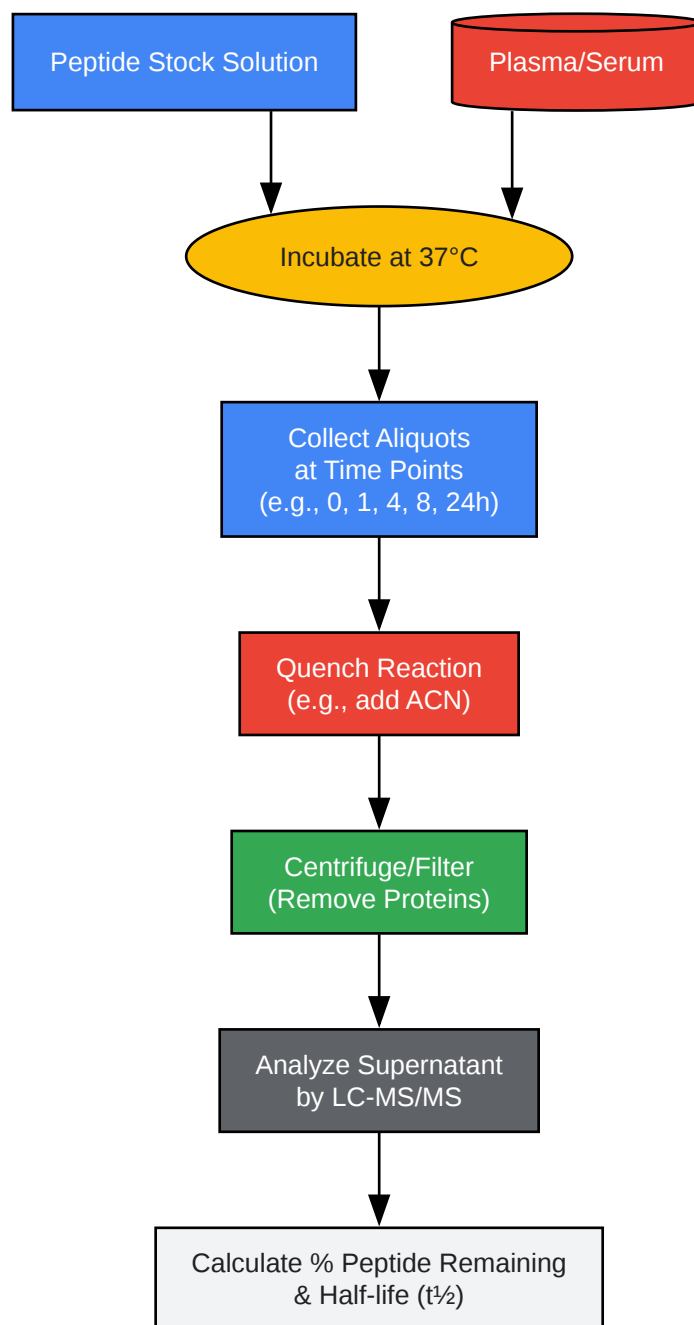 Peptide Stock Solution
Plasma/Serum
Incubate at 37°C
Collect Aliquots
at Time Points
(e.g., 0, 1, 4, 8, 24h)
Quench Reaction
(e.g., add ACN)
Centrifuge/Filter
(Remove Proteins)
Analyze Supernatant
by LC-MS/MS
Calculate % Peptide Remaining
& Half-life (t½)